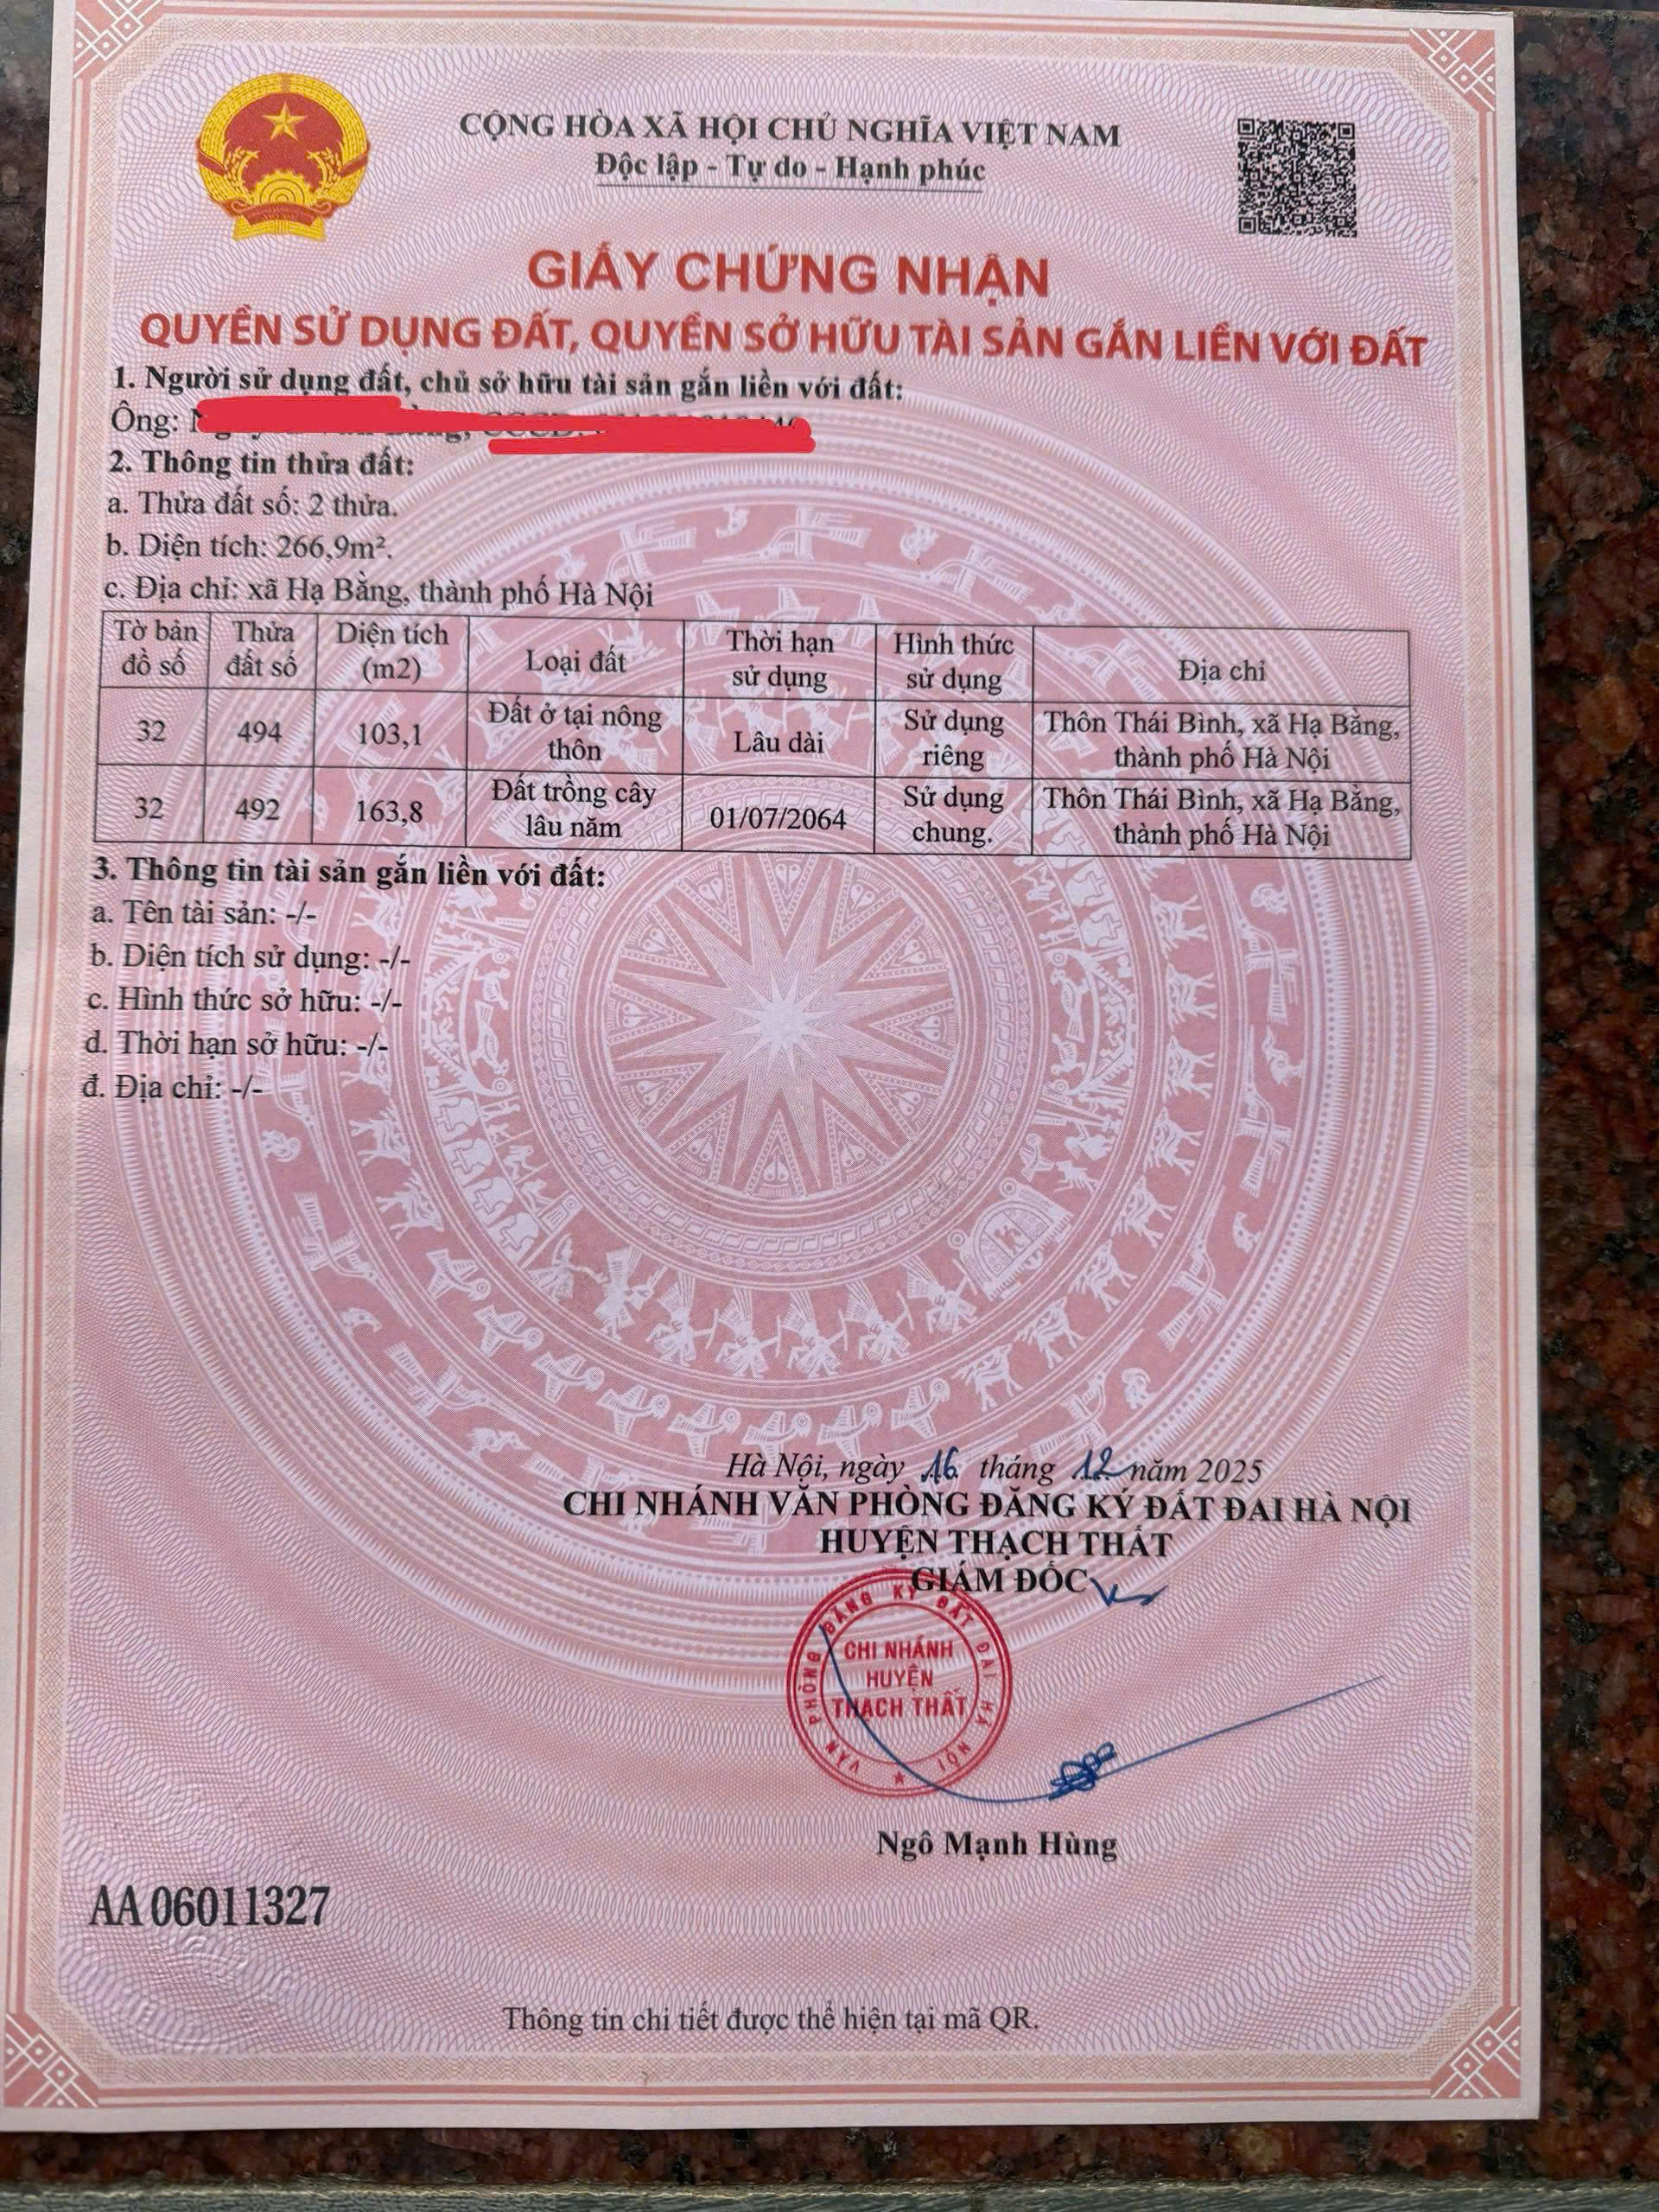 CỘNG HÒA XÃ HỘI CHỦ NGHĨA VIỆT NAM
Độc lập - Tự do - Hạnh phúc
GIẤY CHỨNG NHẬN
QUYỀN SỬ DỤNG ĐẤT, QUYỀN SỞ HỮU TÀI SẢN GẮN LIỀN VỚI ĐẤT
1. Người sử dụng đất, chủ sở hữu tài sản gắn liền với đất:
Ông:
2. Thông tin thửa đất:
a. Thửa đất số: 2 thửa.
b. Diện tích: 266,9m².
c. Địa chỉ: xã Hạ Bằng, thành phố Hà Nội
Tờ bản đồ số Thửa đất số Diện tích (m2) Loại đất Thời hạn sử dụng Hình thức sử dụng Địa chỉ
32 494 103,1 Đất ở tại nông thôn Lâu dài Sử dụng riêng Thôn Thái Bình, xã Hạ Bằng, thành phố Hà Nội
32 492 163,8 Đất trồng cây lâu năm 01/07/2064 Sử dụng chung. Thôn Thái Bình, xã Hạ Bằng, thành phố Hà Nội
3. Thông tin tài sản gắn liền với đất:
a. Tên tài sản: -/-
b. Diện tích sử dụng: -/-
c. Hình thức sở hữu: -/-
d. Thời hạn sở hữu: -/-
đ. Địa chỉ: -/-
Hà Nội, ngày 16 tháng 12 năm 2025
CHI NHÁNH VĂN PHÒNG ĐĂNG KÝ ĐẤT ĐAI HÀ NỘI
HUYỆN THẠCH THẤT
GIÁM ĐỐC
VĂN PHÒNG ĐĂNG KÝ ĐẤT ĐAI HÀ NỘI
CHI NHÁNH
HUYỆN
THẠCH THẤT
Ngô Mạnh Hùng
AA 06011327
Thông tin chi tiết được thể hiện tại mã QR.